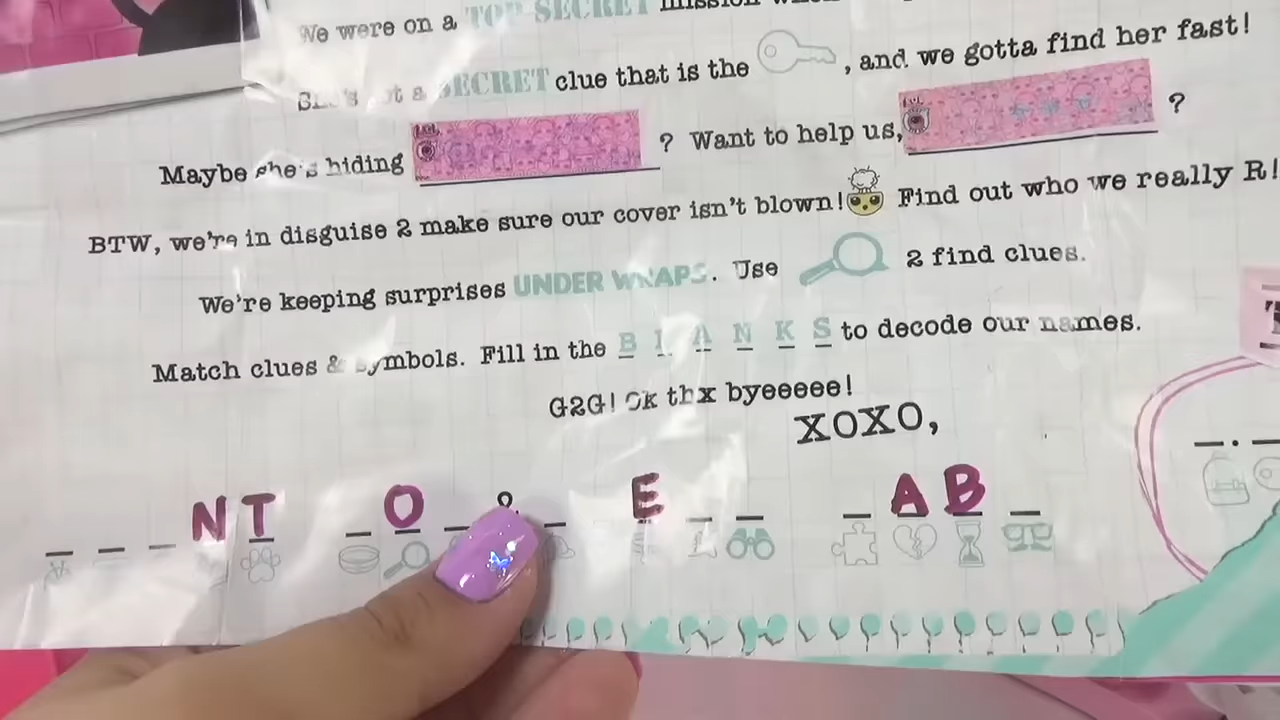 We were on a TOP SECRET mission
a SECRET clue that is the , and we gotta find her fast!
Maybe she's hiding ? Want to help us, ?
BTW, we're in disguise 2 make sure our cover isn't blown! Find out who we really R!
We're keeping surprises UNDER WRAPS. Use 2 find clues.
Match clues & symbols. Fill in the B L A N K S to decode our names.
G2G! Ok thx byeeeee!
XOXO,
_ _ _ N T _ O _ & _ E _ _ _ A B _